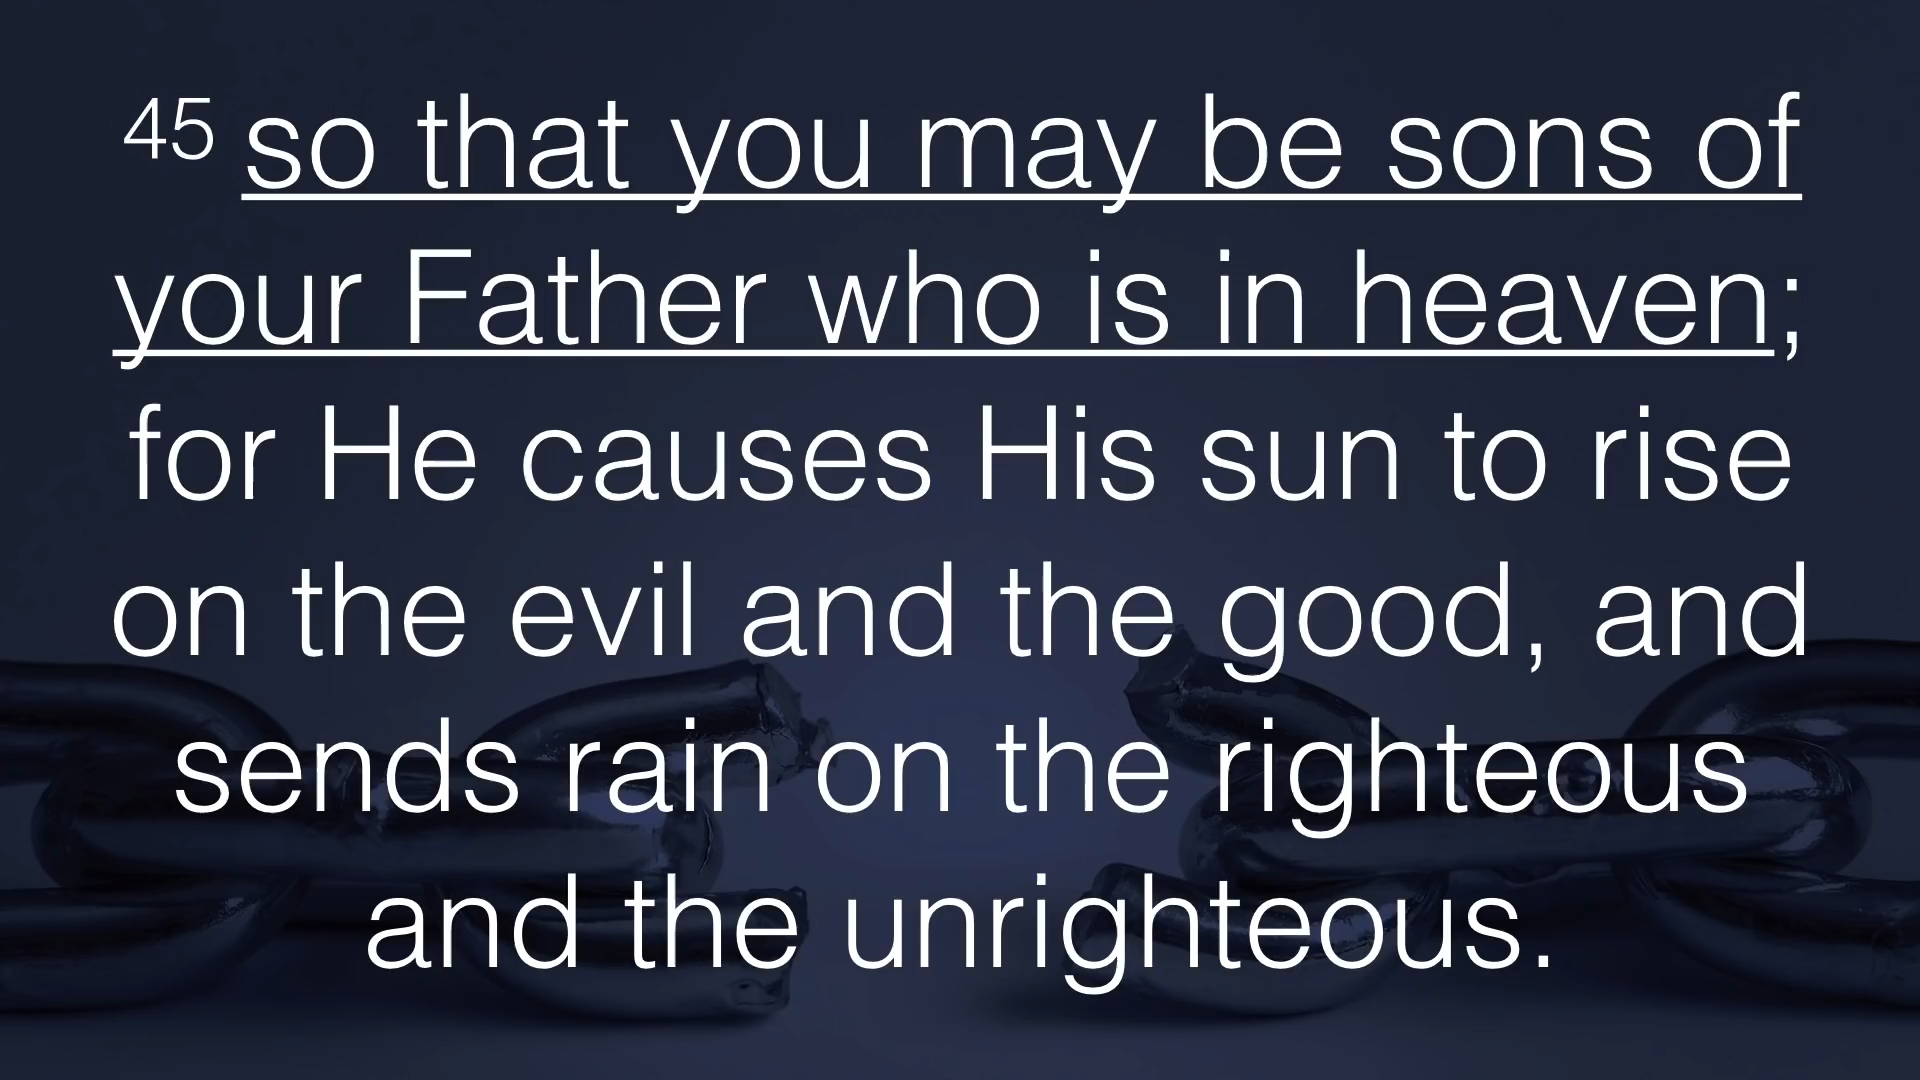 45 so that you may be sons of
your Father who is in heaven;
for He causes His sun to rise
on the evil and the good, and
sends rain on the righteous
and the unrighteous.